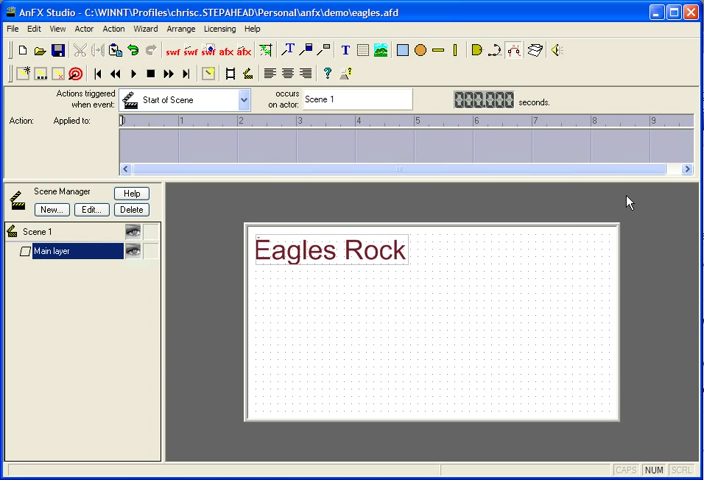 AnFX Studio - C:\WINNT\Profiles\chrisc.STEPAHEAD\Personal\anfx\demo\eagles.afd
File Edit View Actor Action Wizard Arrange Licensing Help
swf swf swf afx afx
T
Actions triggered when event:
Start of Scene
occurs on actor:
Scene 1
seconds.
Action: Applied to:
0 1 2 3 4 5 6 7 8 9
Scene Manager
Help
New... Edit... Delete
Scene 1
Main layer
Eagles Rock
CAPS NUM SCRL